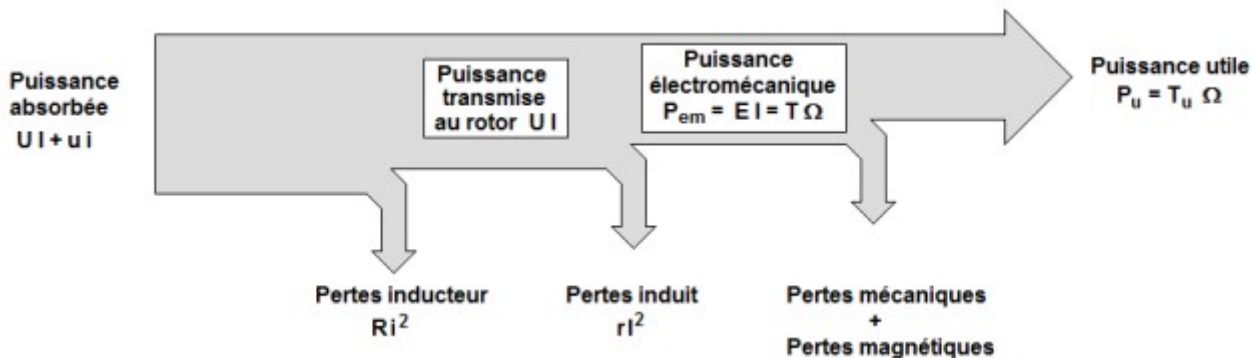 Puissance
absorbée
U I + u i
Puissance
transmise
au rotor U I
Puissance
électromécanique
Pem = E I = T Ω
Puissance utile
Pu = Tu Ω
Pertes inducteur
R i²
Pertes induit
rI²
Pertes mécaniques
+
Pertes magnétiques